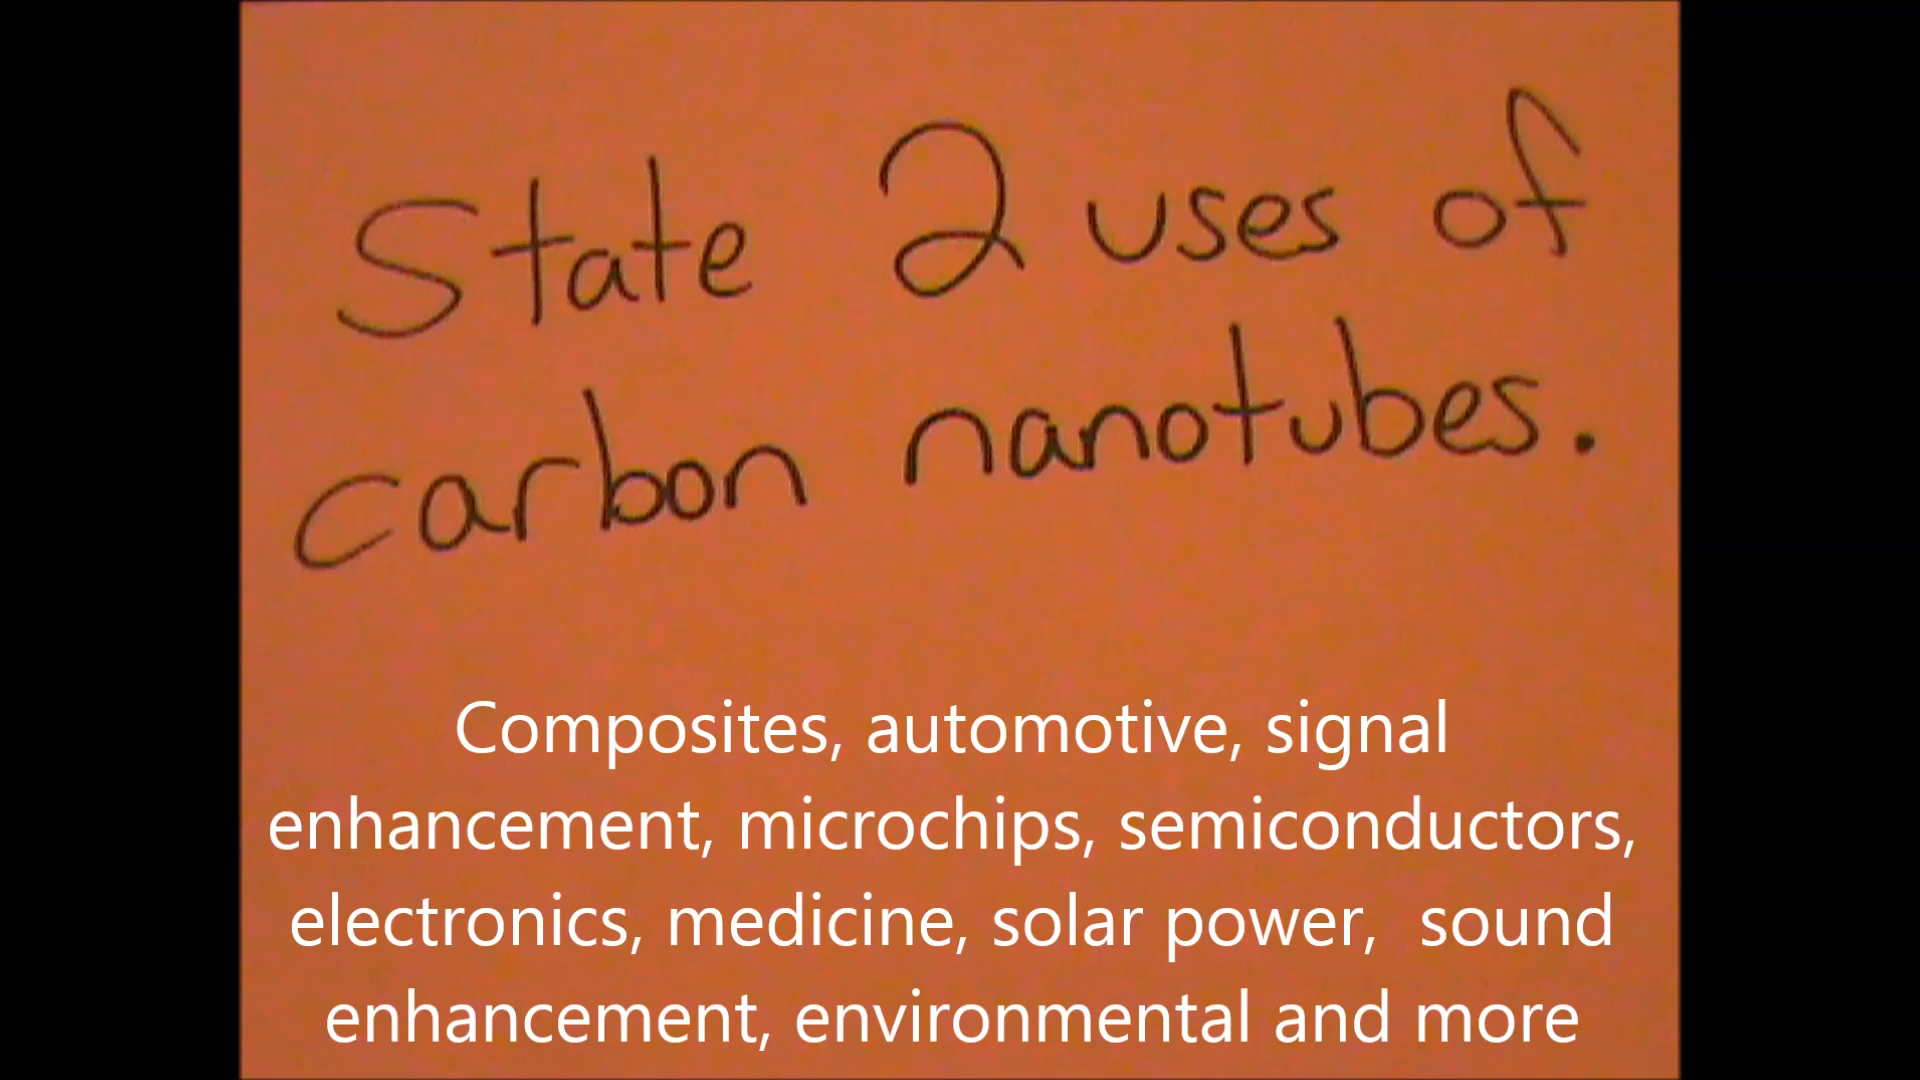 State 2 uses of
carbon nanotubes.
Composites, automotive, signal
enhancement, microchips, semiconductors,
electronics, medicine, solar power, sound
enhancement, environmental and more